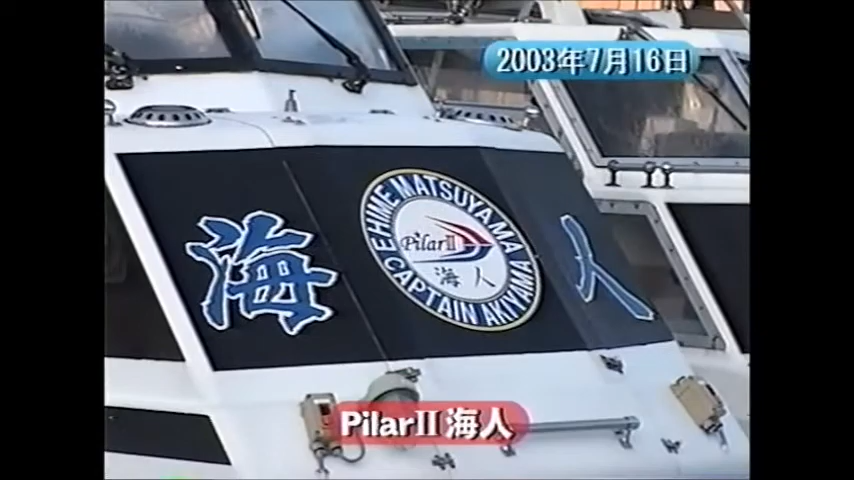 2003年7月16日
海人
EHIME MATSUYAMA
PilarⅡ
海人
CAPTAIN AKIYAMA
PilarⅡ 海人